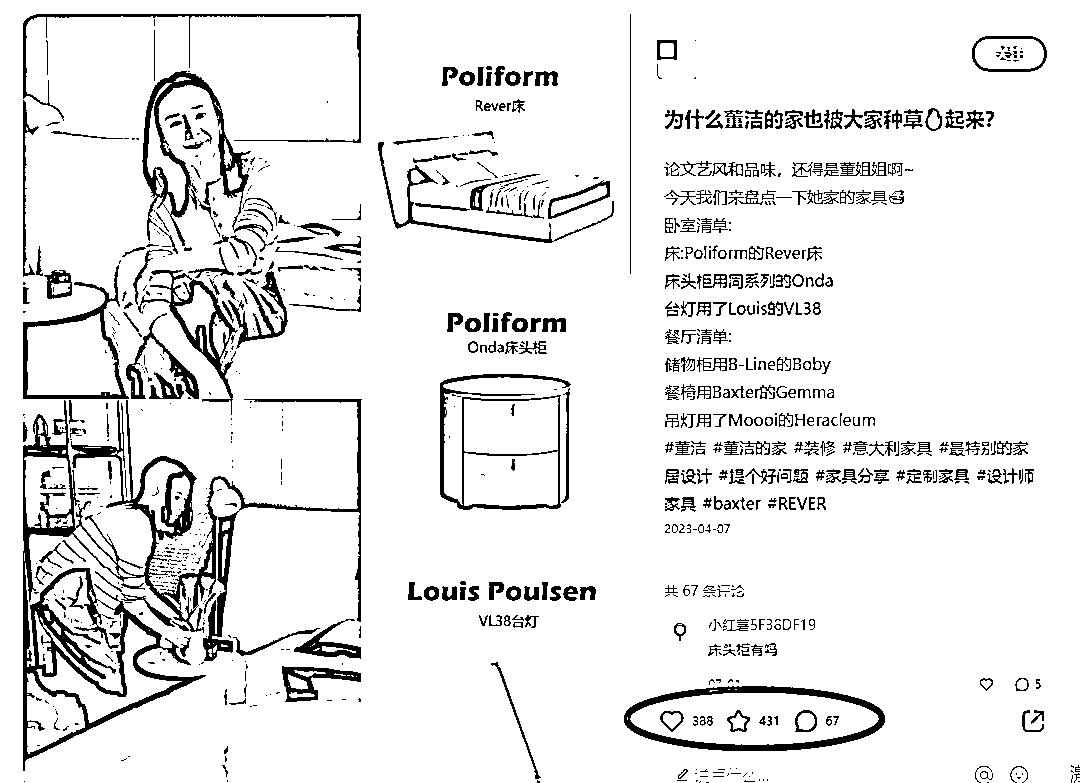 Poliform
Rever床
Poliform
Onda床头柜
Louis Poulsen
VL38台灯
为什么董洁的家也被大家种草起来?
论文艺风和品味，还得是董姐姐啊~
今天我们来盘点一下她家的家具
卧室清单:
床:Poliform的Rever床
床头柜用同系列的Onda
台灯用了Louis的VL38
餐厅清单:
储物柜用B-Line的Boby
餐椅用Baxter的Gemma
吊灯用了Moooi的Heracleum
#董洁 #董洁的家 #装修 #意大利家具 #最特别的家
居设计 #提个好问题 #家具分享 #定制家具 #设计师
家具 #baxter #REVER
2023-04-07
共 67 条评论
小红薯5F38DF19
床头柜有吗
5
388 431 67